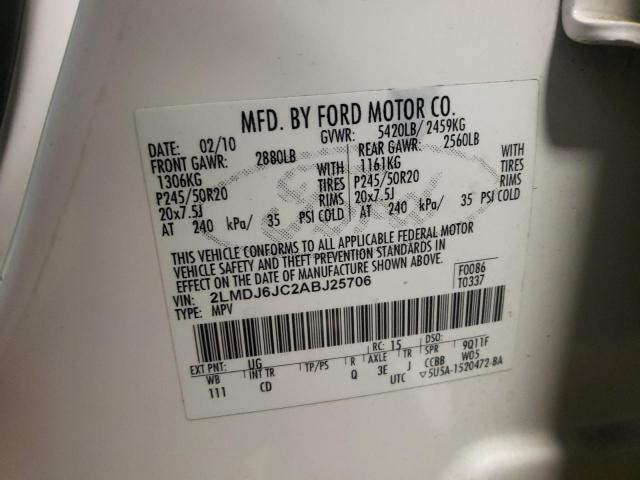 MFD. BY FORD MOTOR CO.
DATE: 02/10 GVWR: 5420LB/ 2459KG
FRONT GAWR: 2880LB REAR GAWR: 2560LB
1306KG WITH 1161KG WITH
P245/50R20 TIRES P245/50R20 TIRES
20x7.5J RIMS 20x7.5J RIMS
AT 240 kPa/ 35 PSI COLD AT 240 kPa/ 35 PSI COLD
THIS VEHICLE CONFORMS TO ALL APPLICABLE FEDERAL MOTOR
VEHICLE SAFETY AND THEFT PREVENTION STANDARDS IN
EFFECT ON THE DATE OF MANUFACTURE SHOWN ABOVE.
VIN: 2LMDJ6JC2ABJ25706 F0086
TYPE: MPV T0337
EXT PNT: UG RC: 15 DSO:
WB INT TR TP/PS R AXLE TR SPR 9Q11F
111 CD Q 3E J CCBB W05
UTC ▽5U5A-1520472-BA